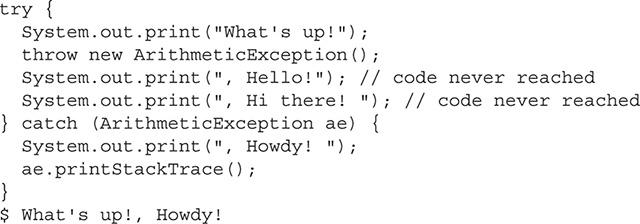 try {
  System.out.print("What's up!");
  throw new ArithmeticException();
  System.out.print(", Hello!"); // code never reached
  System.out.print(", Hi there! "); // code never reached
} catch (ArithmeticException ae) {
  System.out.print(", Howdy! ");
  ae.printStackTrace();
}
$ What's up!, Howdy!